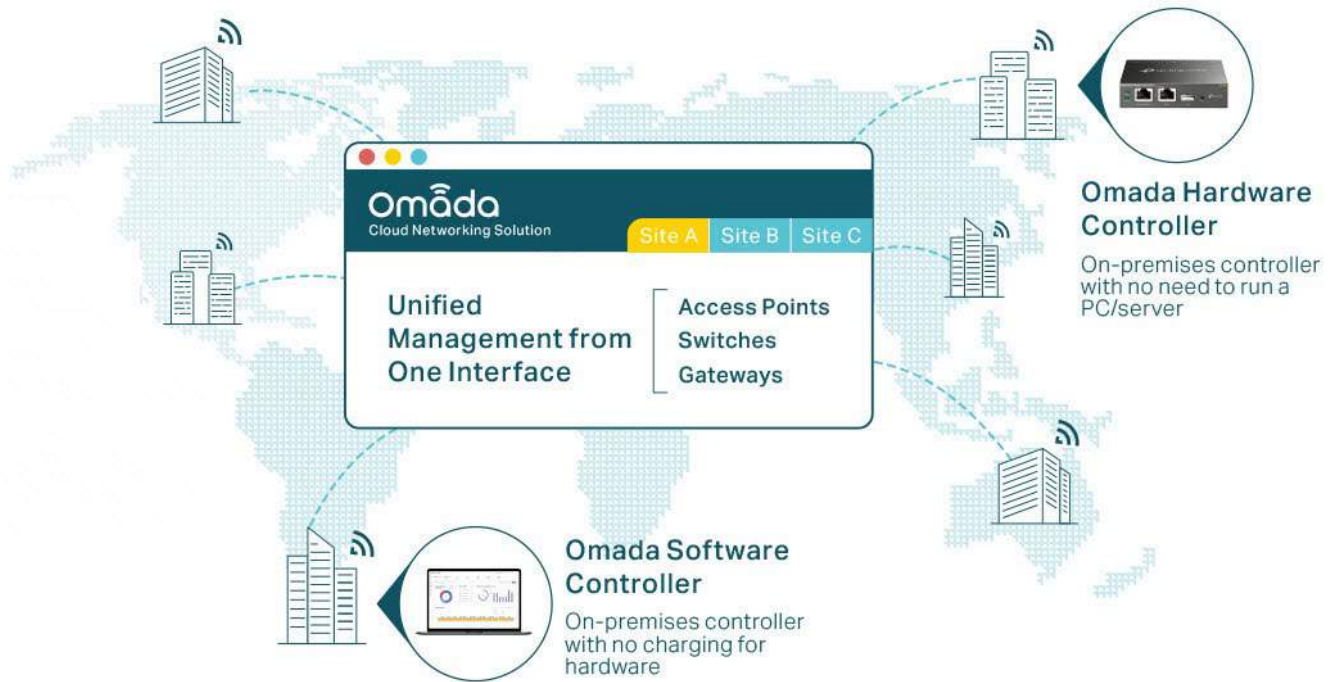 Omada
Cloud Networking Solution
Site A Site B Site C
Unified
Management from
One Interface
Access Points
Switches
Gateways
Omada Hardware
Controller
On-premises controller
with no need to run a
PC/server
Omada Software
Controller
On-premises controller
with no charging for
hardware